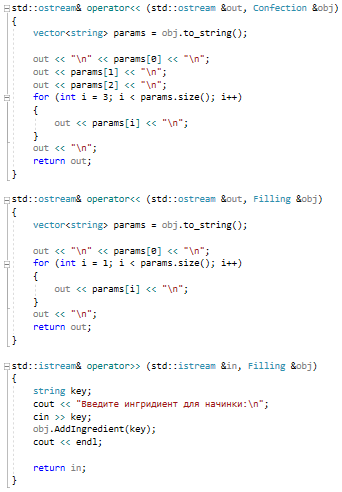 std::ostream& operator<< (std::ostream &out, Confection &obj)
{
    vector<string> params = obj.to_string();

    out << "\n" << params[0] << "\n";
    out << params[1] << "\n";
    out << params[2] << "\n";
    for (int i = 3; i < params.size(); i++)
    {
        out << params[i] << "\n";
    }
    out << "\n";
    return out;
}

std::ostream& operator<< (std::ostream &out, Filling &obj)
{
    vector<string> params = obj.to_string();

    out << "\n" << params[0] << "\n";
    for (int i = 1; i < params.size(); i++)
    {
        out << params[i] << "\n";
    }
    out << "\n";
    return out;
}

std::istream& operator>> (std::istream &in, Filling &obj)
{
    string key;
    cout << "Введите ингридиент для начинки:\n";
    cin >> key;
    obj.AddIngredient(key);
    cout << endl;

    return in;
}